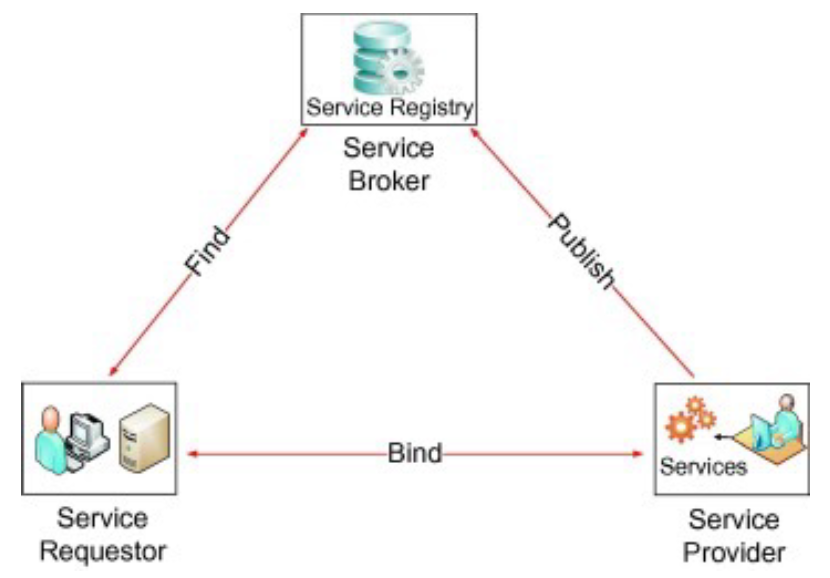 Service Registry
Service
Broker
Find
Publish
Bind
Services
Service
Requestor
Service
Provider